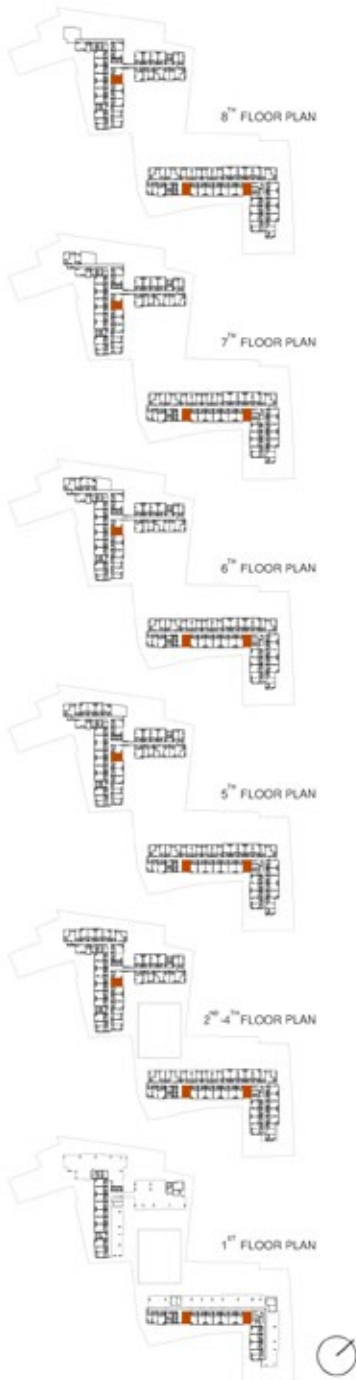 8TH FLOOR PLAN
7TH FLOOR PLAN
6TH FLOOR PLAN
5TH FLOOR PLAN
2ND-4TH FLOOR PLAN
1ST FLOOR PLAN